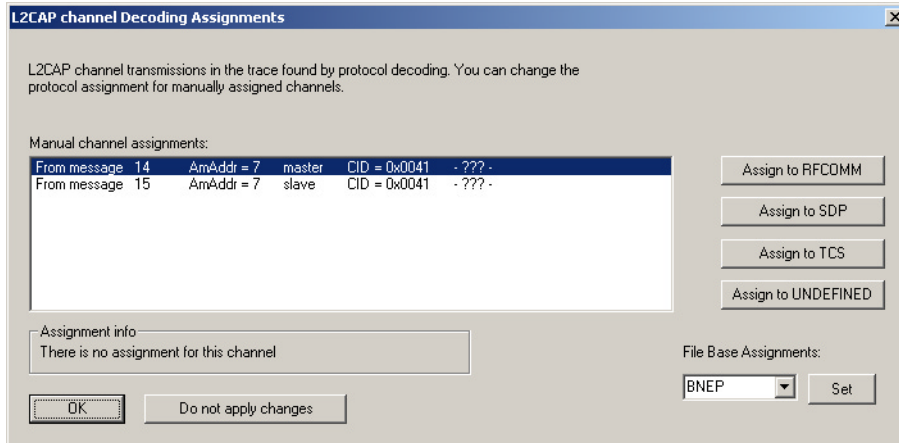 L2CAP channel Decoding Assignments
L2CAP channel transmissions in the trace found by protocol decoding. You can change the
protocol assignment for manually assigned channels.
Manual channel assignments:
From message 14 AmAddr = 7 master CID = 0x0041 - ??? -
From message 15 AmAddr = 7 slave CID = 0x0041 - ??? -
Assign to RFCOMM
Assign to SDP
Assign to TCS
Assign to UNDEFINED
Assignment info
There is no assignment for this channel
File Base Assignments:
BNEP
Set
OK
Do not apply changes